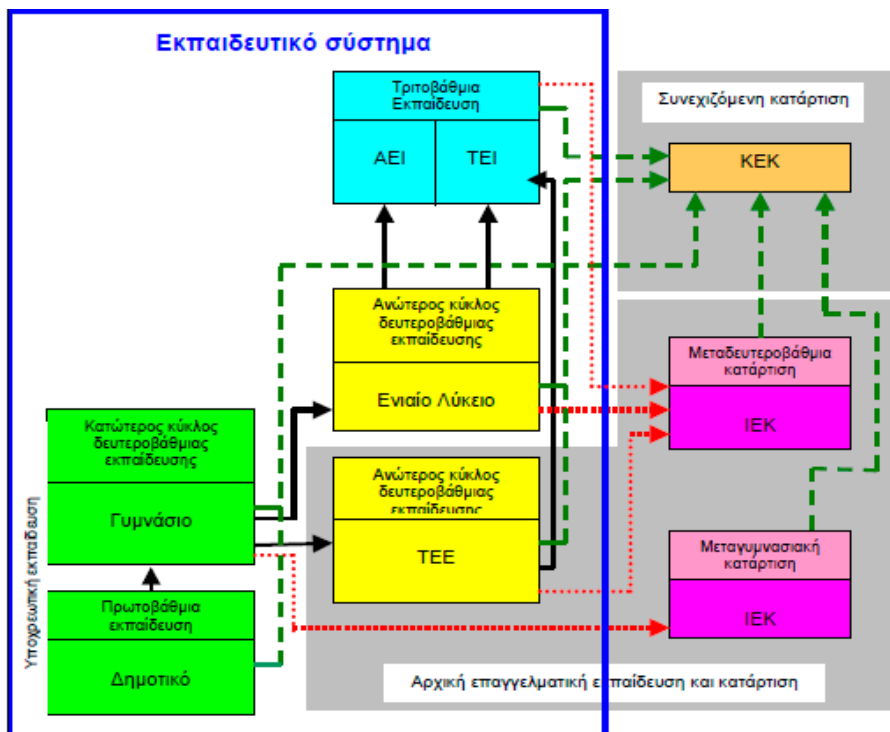 Εκπαιδευτικό σύστημα
Τριτοβάθμια
Εκπαίδευση
ΑΕΙ
ΤΕΙ
Συνεχιζόμενη κατάρτιση
ΚΕΚ
Ανώτερος κύκλος
δευτεροβάθμιας
εκπαίδευσης
Ενιαίο Λύκειο
Μεταδευτεροβάθμια
κατάρτιση
ΙΕΚ
Κατώτερος κύκλος
δευτεροβάθμιας
εκπαίδευσης
Γυμνάσιο
Ανώτερος κύκλος
δευτεροβάθμιας
εκπαίδευσης
ΤΕΕ
Μεταγυμνασιακή
κατάρτιση
ΙΕΚ
Υποχρεωτική εκπαίδευση
Πρωτοβάθμια
εκπαίδευση
Δημοτικό
Αρχική επαγγελματική εκπαίδευση και κατάρτιση